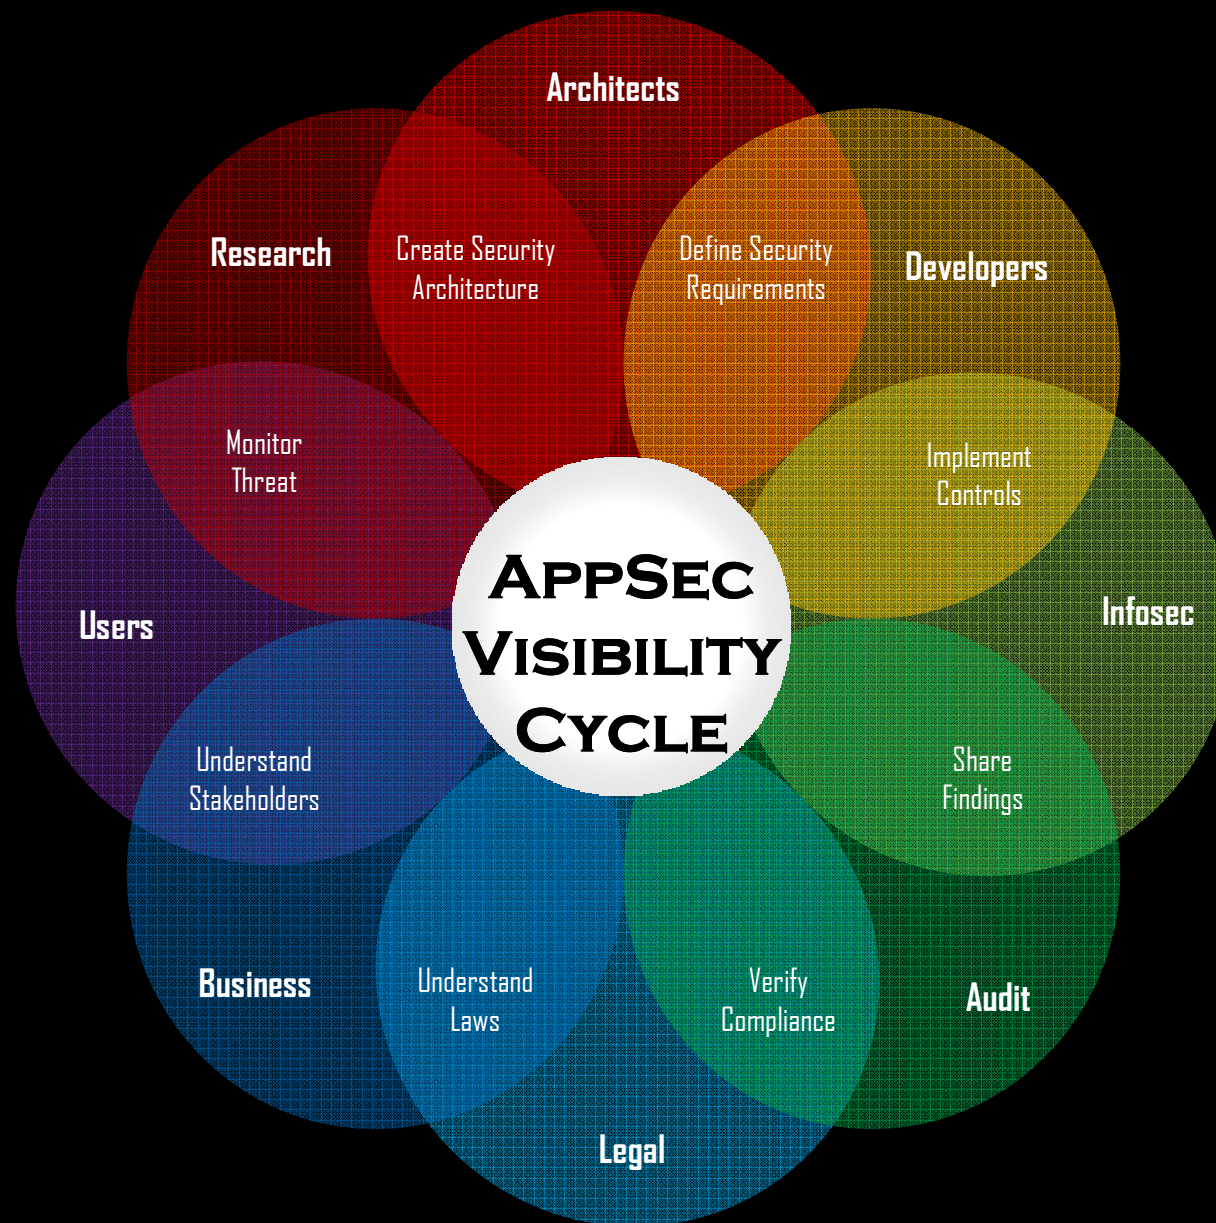 Architects
Research
Create Security
Architecture
Define Security
Requirements
Developers
Monitor
Threat
Implement
Controls
Users
AppSec
Visibility
Cycle
Infosec
Understand
Stakeholders
Share
Findings
Business
Understand
Laws
Verify
Compliance
Audit
Legal